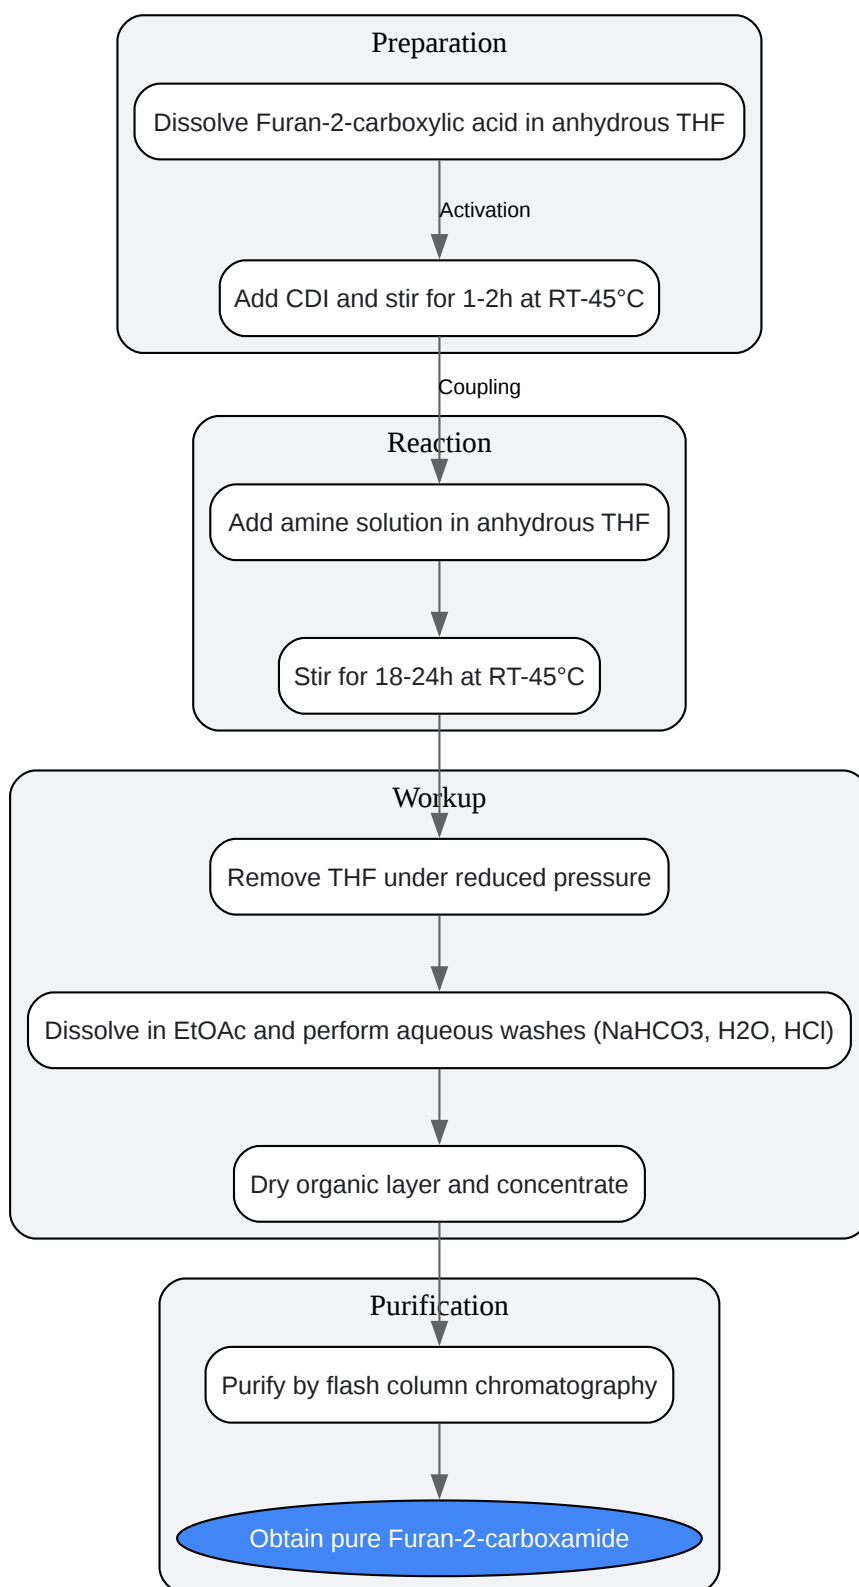 Preparation
Dissolve Furan-2-carboxylic acid in anhydrous THF
Activation
Add CDI and stir for 1-2h at RT-45°C
Coupling
Reaction
Add amine solution in anhydrous THF
Stir for 18-24h at RT-45°C
Workup
Remove THF under reduced pressure
Dissolve in EtOAc and perform aqueous washes (NaHCO3, H2O, HCl)
Dry organic layer and concentrate
Purification
Purify by flash column chromatography
Obtain pure Furan-2-carboxamide